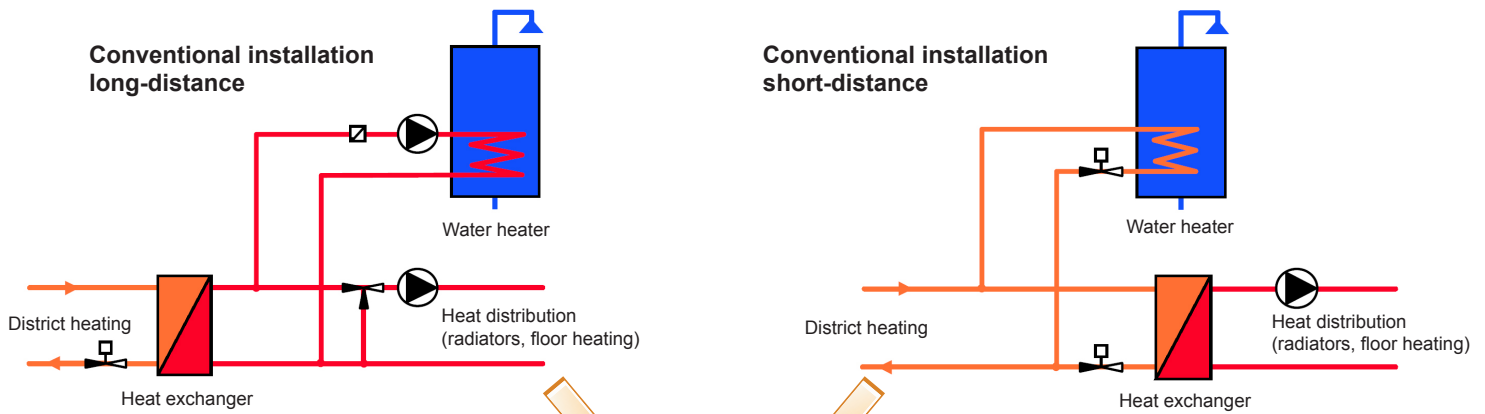 Conventional installation
long-distance
Water heater
District heating
Heat distribution
(radiators, floor heating)
Heat exchanger
Conventional installation
short-distance
Water heater
District heating
Heat distribution
(radiators, floor heating)
Heat exchanger